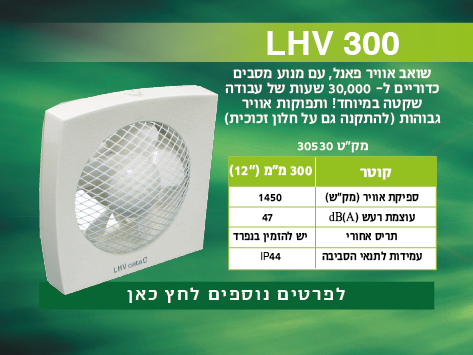 LHV 300
שואב אוויר פאנל, עם מנוע מסבים
כדוריים ל- 30,000 שעות של עבודה
שקטה במיוחד! ותפוקות אוויר
גבוהות (להתקנה גם על חלון זכוכית)
מק"ט 30530
קוטר 300 מ"מ ("12)
ספיקת אוויר (מק"ש) 1450
עוצמת רעש dB(A) 47
תריס אחורי יש להזמין בנפרד
עמידות לתנאי הסביבה IP44
LHV cata
לפרטים נוספים לחץ כאן